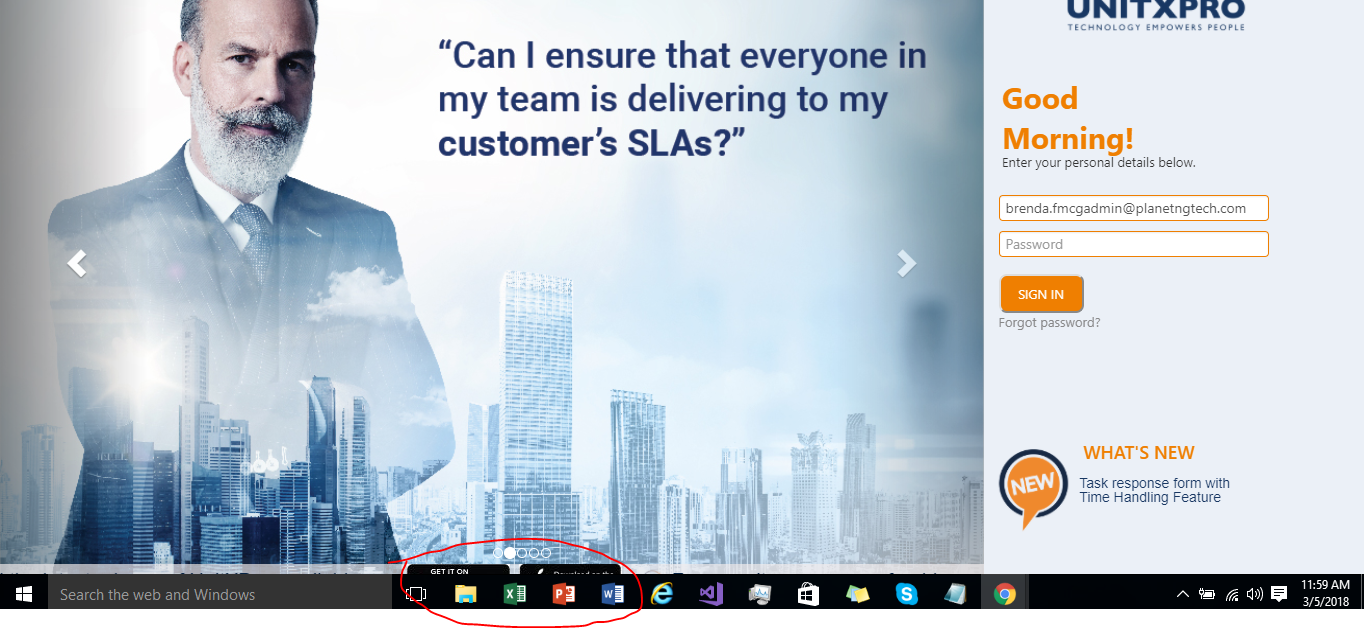 UNITXPRO
TECHNOLOGY EMPOWERS PEOPLE
“Can I ensure that everyone in
my team is delivering to my
customer’s SLAs?”
Good
Morning!
Enter your personal details below.
brenda.fmcgadmin@planetngtech.com
Password
SIGN IN
Forgot password?
NEW
WHAT'S NEW
Task response form with
Time Handling Feature
GET IT ON
Download on the
Search the web and Windows
11:59 AM
3/5/2018